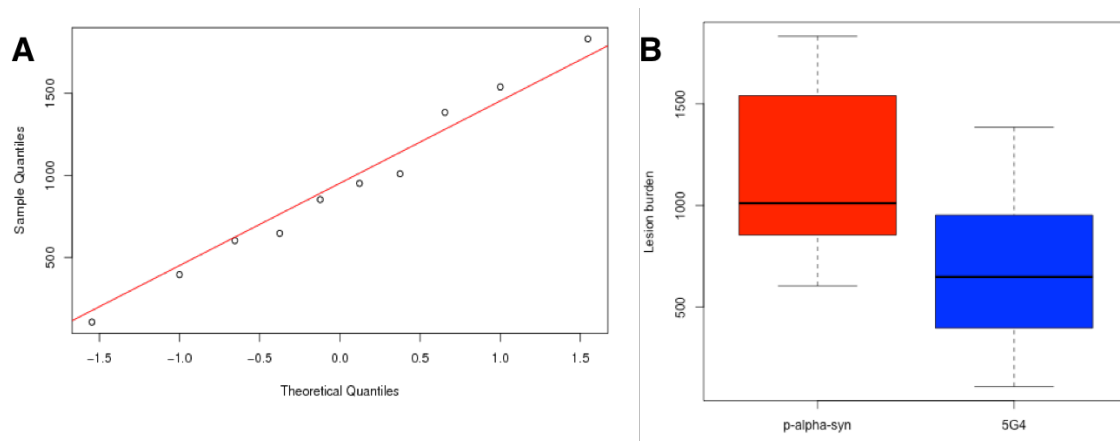 A
Sample Quantiles
1500
1000
500
−1.5 −1.0 −0.5 0.0 0.5 1.0 1.5
Theoretical Quantiles
B
Lesion burden
1500
1000
500
p-alpha-syn 5G4